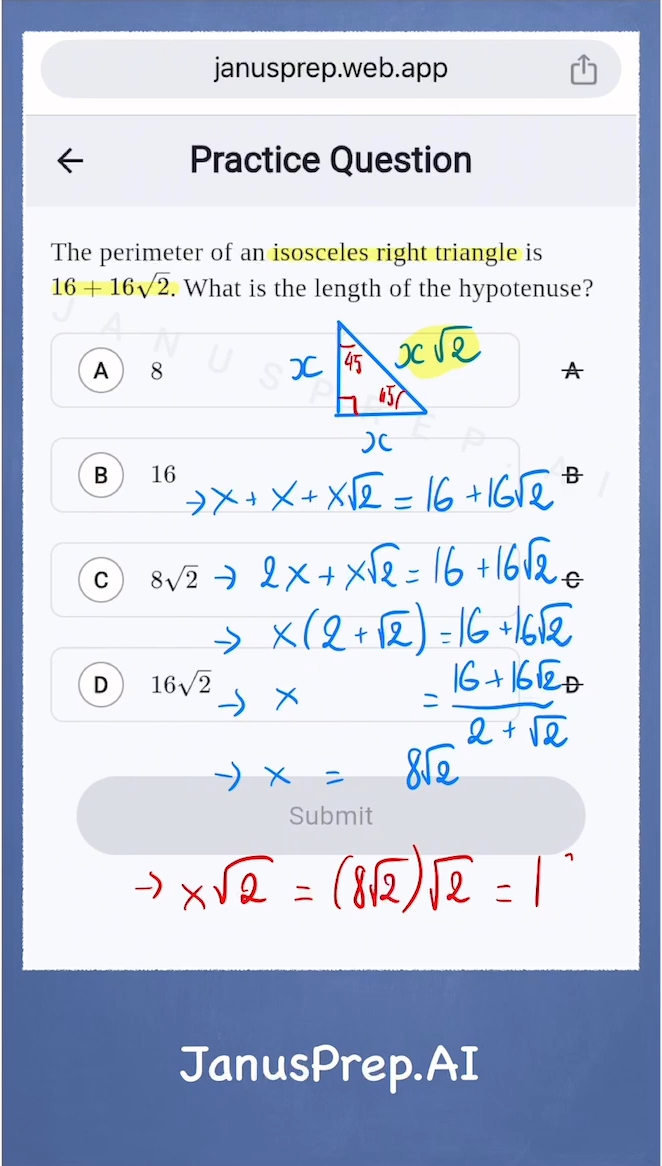 janusprep.web.app
← Practice Question
The perimeter of an isosceles right triangle is
16 + 16√2. What is the length of the hypotenuse?
JANUSPREP.AI
A 8 A
x 45 x√2
45
x
B 16 B
→ x + x + x√2 = 16 + 16√2
C 8√2 C
→ 2x + x√2 = 16 + 16√2
→ x(2 + √2) = 16 + 16√2
D 16√2 D
→ x = (16 + 16√2)/(2 + √2)
→ x = 8√2
Submit
→ x√2 = (8√2)√2 = 1
JanusPrep.AI